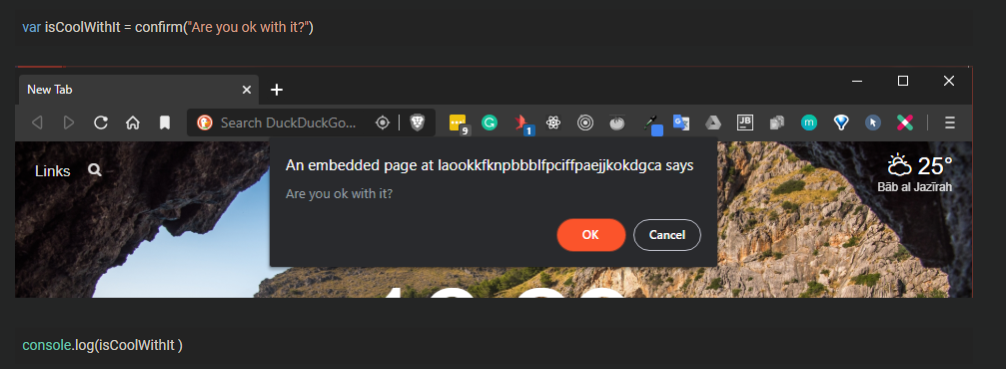 var isCoolWithIt = confirm("Are you ok with it?")
New Tab
Search DuckDuckGo...
9
1
JB
m
Links
An embedded page at laookkfknpbbblfpciffpaejjkokdgca says
25°
Are you ok with it?
Bāb al Jazīrah
OK
Cancel
console.log(isCoolWithIt )